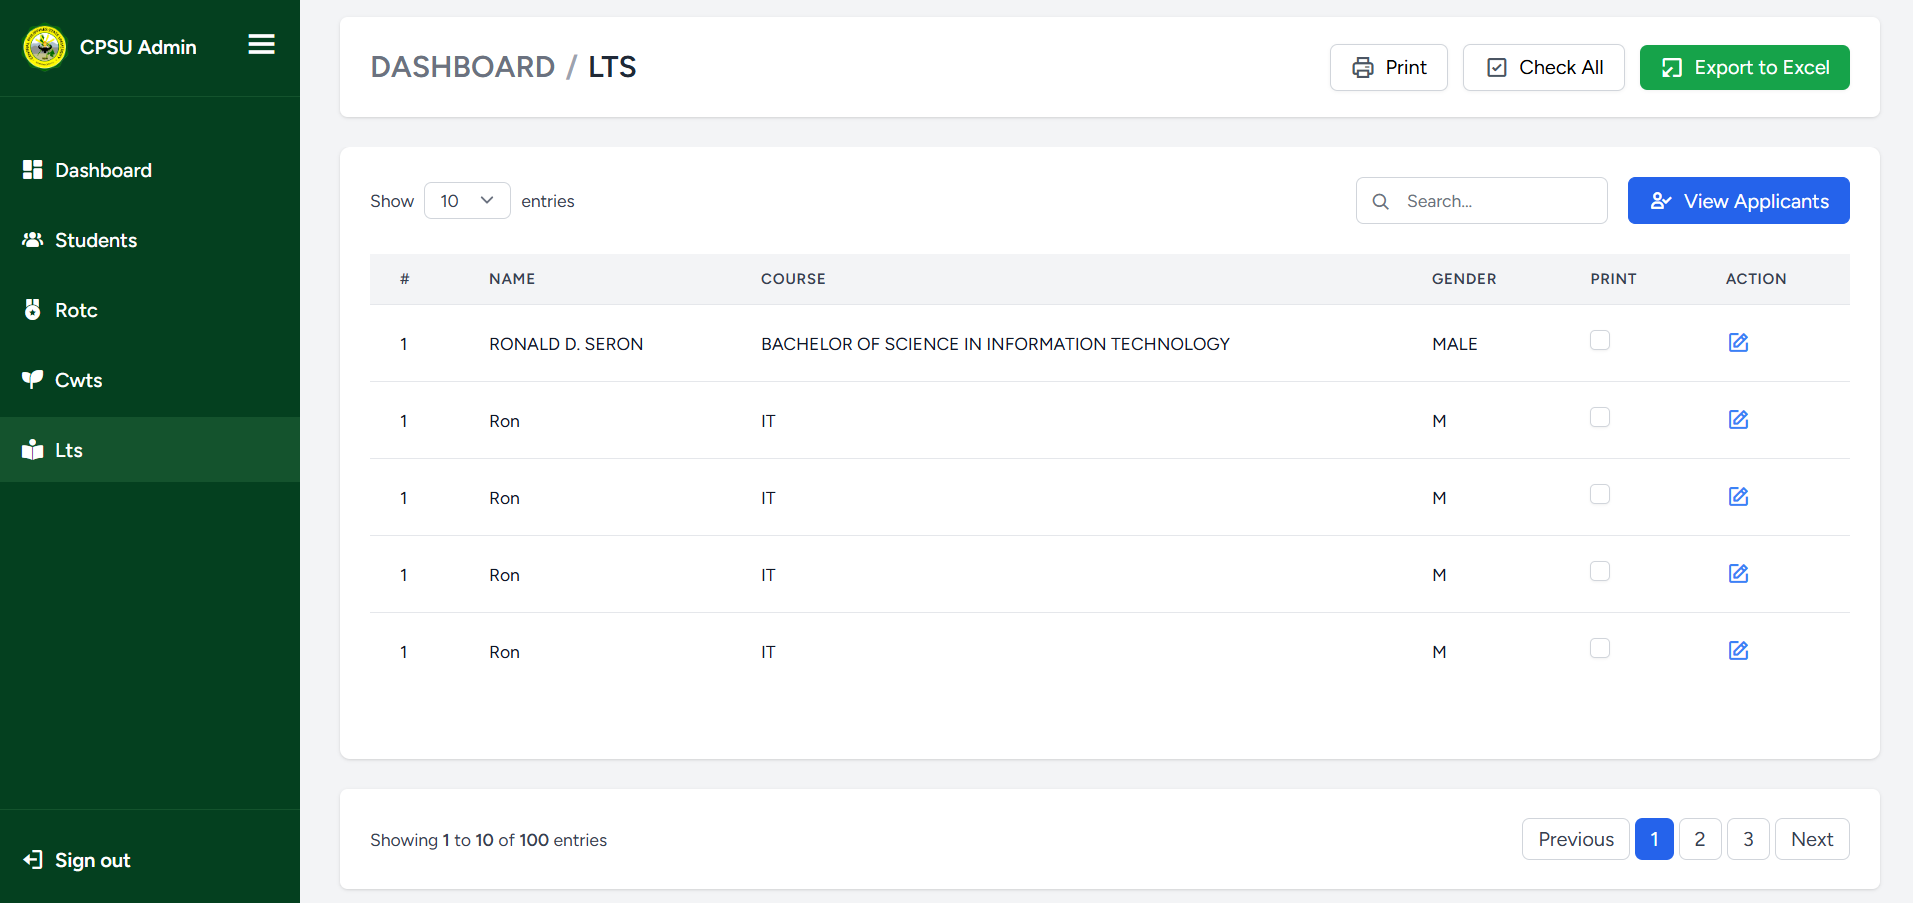 CPSU Admin
Dashboard
Students
Rotc
Cwts
Lts
Sign out
DASHBOARD / LTS
Print
Check All
Export to Excel
Show 10 entries
Search...
View Applicants
# NAME COURSE GENDER PRINT ACTION
1 RONALD D. SERON BACHELOR OF SCIENCE IN INFORMATION TECHNOLOGY MALE
1 Ron IT M
1 Ron IT M
1 Ron IT M
1 Ron IT M
Showing 1 to 10 of 100 entries
Previous 1 2 3 Next